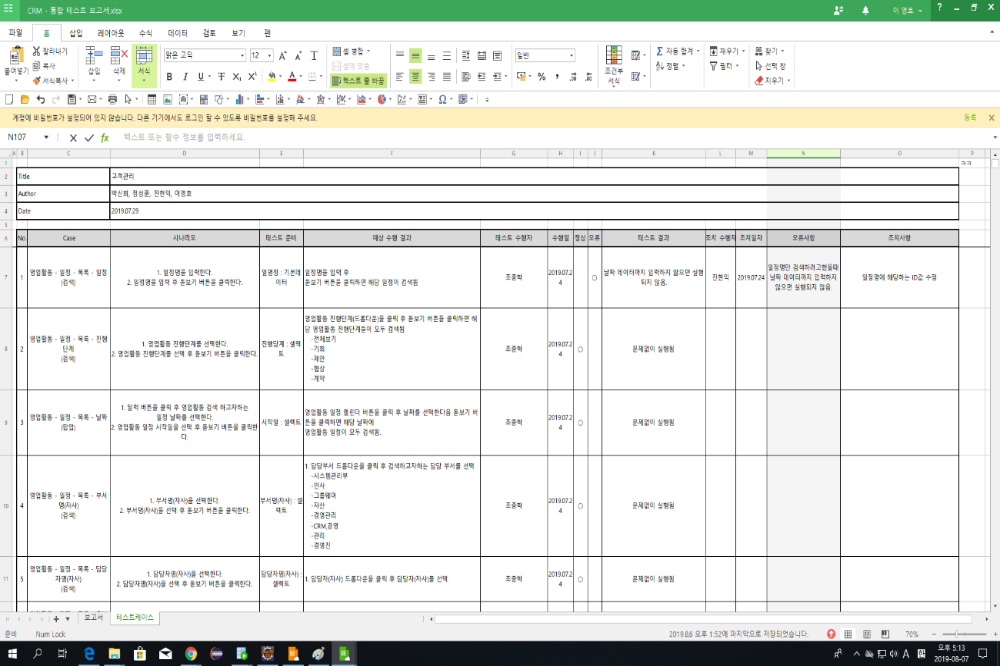 CRM - 통합 테스트 보고서.xlsx
이 영호
파일 홈 삽입 레이아웃 수식 데이터 검토 보기 펜
붙여넣기 잘라내기 복사 서식복사 삽입 삭제 서식 맑은 고딕 12 셀 병합 셀에 맞춤 텍스트 줄 바꿈 일반 조건부 서식 자동 합계 정렬 채우기 필터 찾기 선택 창 지우기
계정에 비밀번호가 설정되어 있지 않습니다. 다른 기기에서도 로그인 할 수 있도록 비밀번호를 설정해 주세요. 등록
N107 fx 텍스트 또는 함수 정보를 입력하세요.
A B C D E F G H I J K L M N O P
1 ㅋㅋ
2 Title 고객관리
3 Author 박신희, 정성훈, 진현익, 이영호
4 Date 2019.07.29
5
6 No. Case 시나리오 테스트 준비 예상 수행 결과 테스트 수행자 수행일 정상 오류 테스트 결과 조치 수행자 조치일자 오류사항 조치사항
7 1
영업활동 - 일정 - 목록 - 일정
(검색)
1. 일정명을 입력한다.
2. 일정명을 입력 후 돋보기 버튼을 클릭한다.
일명정 : 기본데
이터
일정명을 입력 후
돋보기 버튼을 클릭하면 해당 일정이 검색됨
조중학
2019.07.2
4
○
날짜 데이터까지 입력하지 않으면 실행
되지 않음.
진현익
2019.07.24
일정명만 검색하려고했을때
날짜 데이터까지 입력하지
않으면 실행되지 않음.
일정명에 해당하는 ID값 수정
8 2
영업활동 - 일정 - 목록 - 진행
단계
(검색)
1. 영업활동 진행단계를 선택한다.
2. 영업활동 진행단계를 선택 후 돋보기 버튼을 클릭한다.
진행당계 : 셀렉
트
영업활동 진행단계(드롭다운)을 클릭 후 돋보기 버튼을 클릭하면 해
당 영업활동 진행단계들이 모두 검색됨
-전체보기
-기회
-제안
-협상
-계약
조중학
2019.07.2
4
○
문제없이 실행됨
9 3
영업활동 - 일정 - 목록 - 날짜
(팝업)
1. 달력 버튼을 클릭 후 영업활동 검색 하고자하는
일정 날짜를 선택한다.
2. 영업활동 일정 시작일을 선택 후 돋보기 버튼을 클릭한
다.
시작일 : 셀렉트
영업활동 일정 캘린더 버튼을 클릭 후 날짜를 선택한다음 돋보기 버
튼을 클릭하면 해당 날짜에
영업활동 일정이 모두 검색됨.
조중학
2019.07.2
4
○
문제없이 실행됨
10 4
영업활동 - 일정 - 목록 - 부서
명(자사)
(검색)
1. 부서명(자사)을 선택한다.
2. 부서명(자사)을 선택 후 돋보기 버튼을 클릭한다.
부서명(자사) : 셀
렉트
1. 담당부서 드롭다운을 클릭 후 검색하고자하는 담당 부서를 선택
-시스템관리부
-인사
-그룹웨어
-자산
-경영관리
-CRM,경영
-관리
-경영진
조중학
2019.07.2
4
○
문제없이 실행됨
11 5
영업활동 - 일정 - 목록 - 담당
자명(자사)
(검색)
1. 담당자명(자사)을 선택한다.
2. 담당자명(자사)을 선택 후 돋보기 버튼을 클릭한다.
담당자명(자사) :
셀렉트
1. 담당자(자사) 드롭다운을 클릭 후 담당자(자사)를 선택
조중학
2019.07.2
4
○
문제없이 실행됨
보고서 테스트케이스
준비 Num Lock 2019.8.6 오후 1:52에 마지막으로 저장되었습니다. 70%
A 한 오후 5:13
2019-08-07